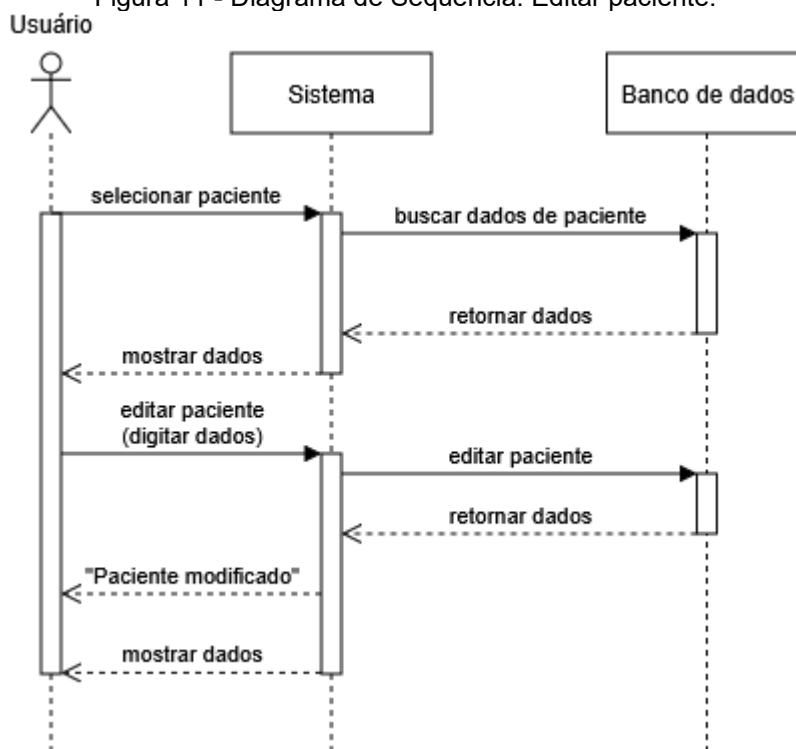 Figura 11 - Diagrama de Sequência: Editar paciente.
Usuário
Sistema
Banco de dados
selecionar paciente
buscar dados de paciente
retornar dados
mostrar dados
editar paciente
(digitar dados)
editar paciente
retornar dados
"Paciente modificado"
mostrar dados